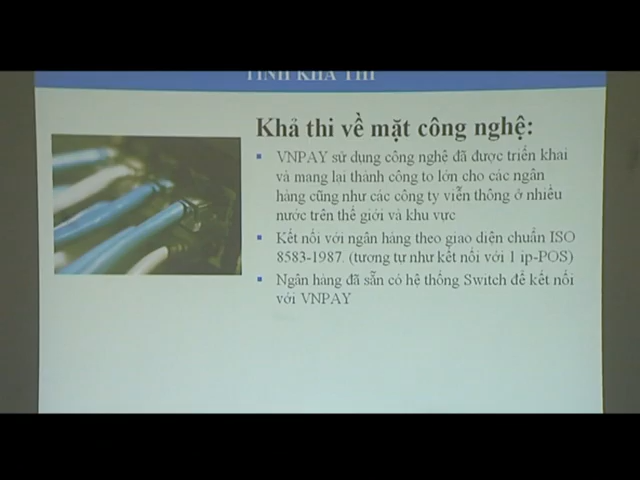 TÍNH KHẢ THI
Khả thi về mặt công nghệ:
VNPAY sử dụng công nghệ đã được triển khai
và mang lại thành công to lớn cho các ngân
hàng cũng như các công ty viễn thông ở nhiều
nước trên thế giới và khu vực
Kết nối với ngân hàng theo giao diện chuẩn ISO
8583-1987. (tương tự như kết nối với 1 ip-POS)
Ngân hàng đã sẵn có hệ thống Switch để kết nối
với VNPAY